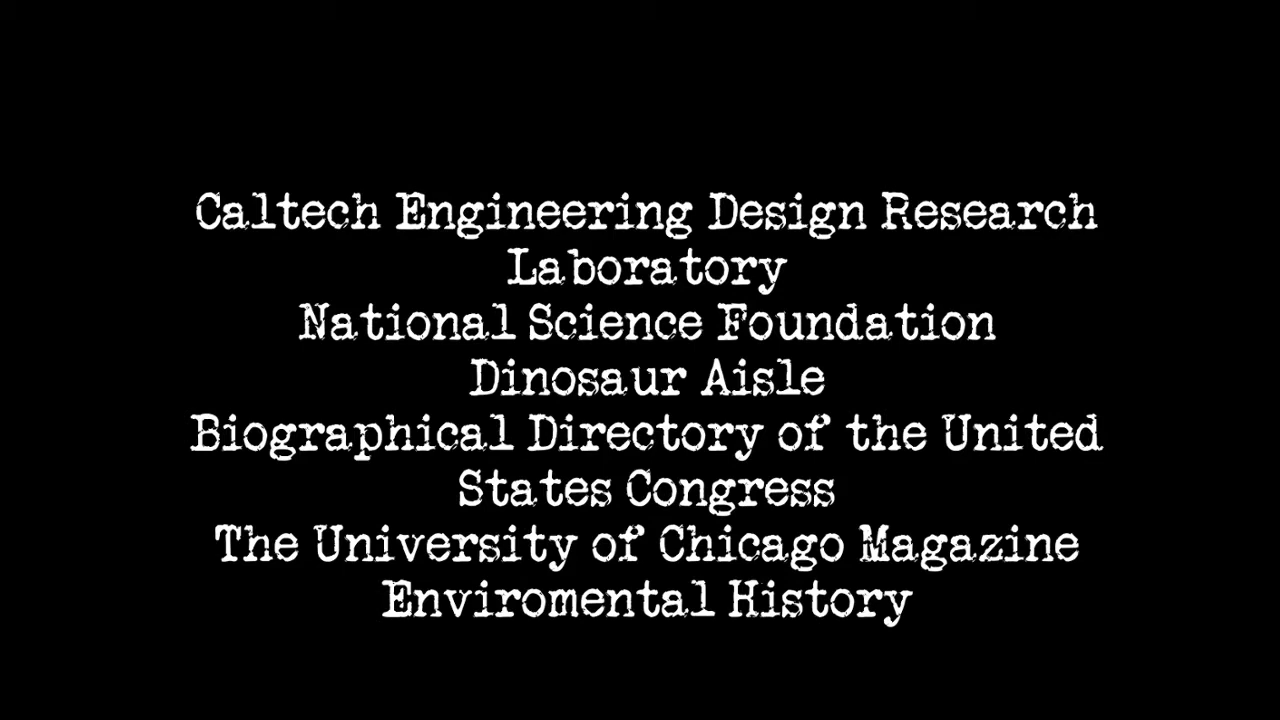 Caltech Engineering Design Research
Laboratory
National Science Foundation
Dinosaur Aisle
Biographical Directory of the United
States Congress
The University of Chicago Magazine
Enviromental History